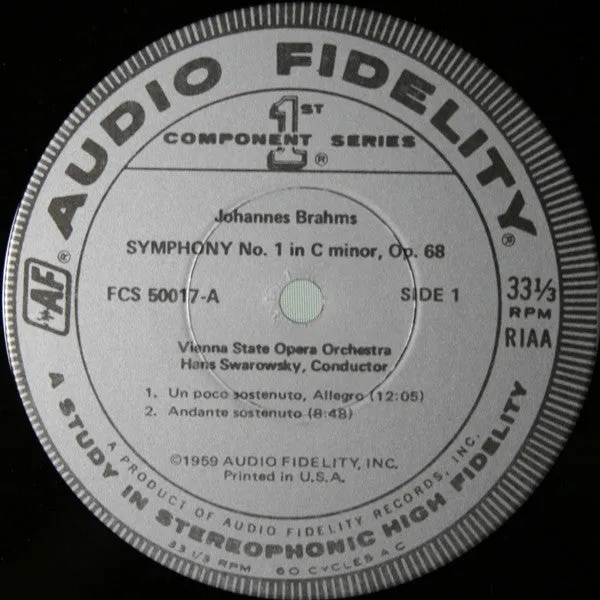 AUDIO FIDELITY ®
1ST
COMPONENT SERIES
®
Johannes Brahms
SYMPHONY No. 1 in C minor, Op. 68
FCS 50017-A SIDE 1
33⅓
RPM
RIAA
AF ®
Vienna State Opera Orchestra
Hans Swarowsky, Conductor
1. Un poco sostenuto, Allegro (12:05)
2. Andante sostenuto (8:48)
©1959 AUDIO FIDELITY, INC.
Printed in U.S.A.
A PRODUCT OF AUDIO FIDELITY RECORDS, INC.
A STUDY IN STEREOPHONIC HIGH FIDELITY
33 1/3 RPM 60 CYCLES A C